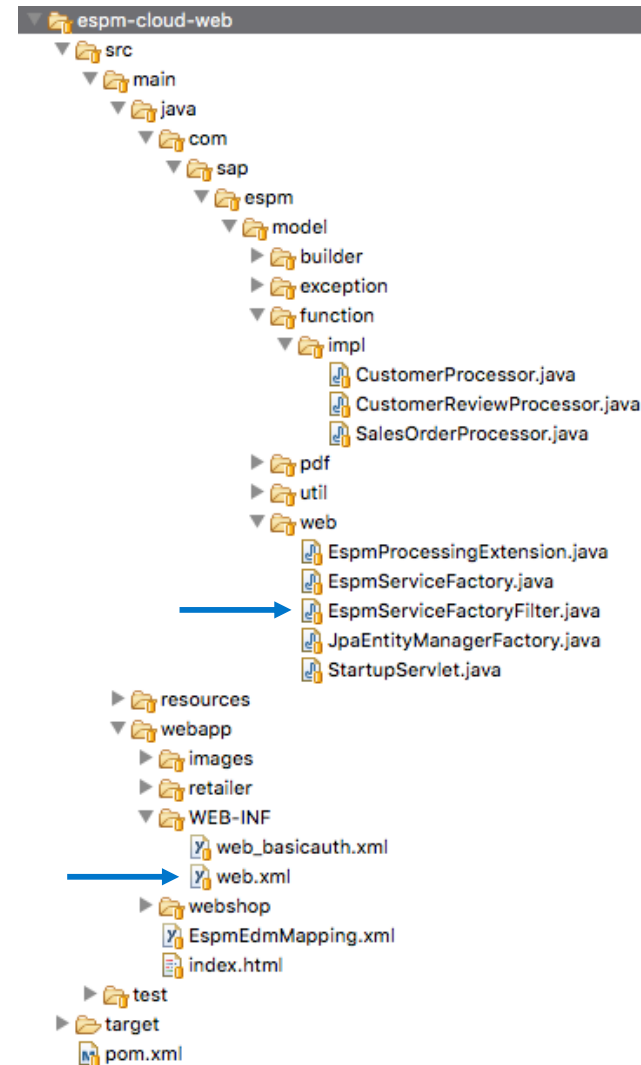 espm-cloud-web
src
main
java
com
sap
espm
model
builder
exception
function
impl
CustomerProcessor.java
CustomerReviewProcessor.java
SalesOrderProcessor.java
pdf
util
web
EspmProcessingExtension.java
EspmServiceFactory.java
EspmServiceFactoryFilter.java
JpaEntityManagerFactory.java
StartupServlet.java
resources
webapp
images
retailer
WEB-INF
web_basicauth.xml
web.xml
webshop
EspmEdmMapping.xml
index.html
test
target
pom.xml